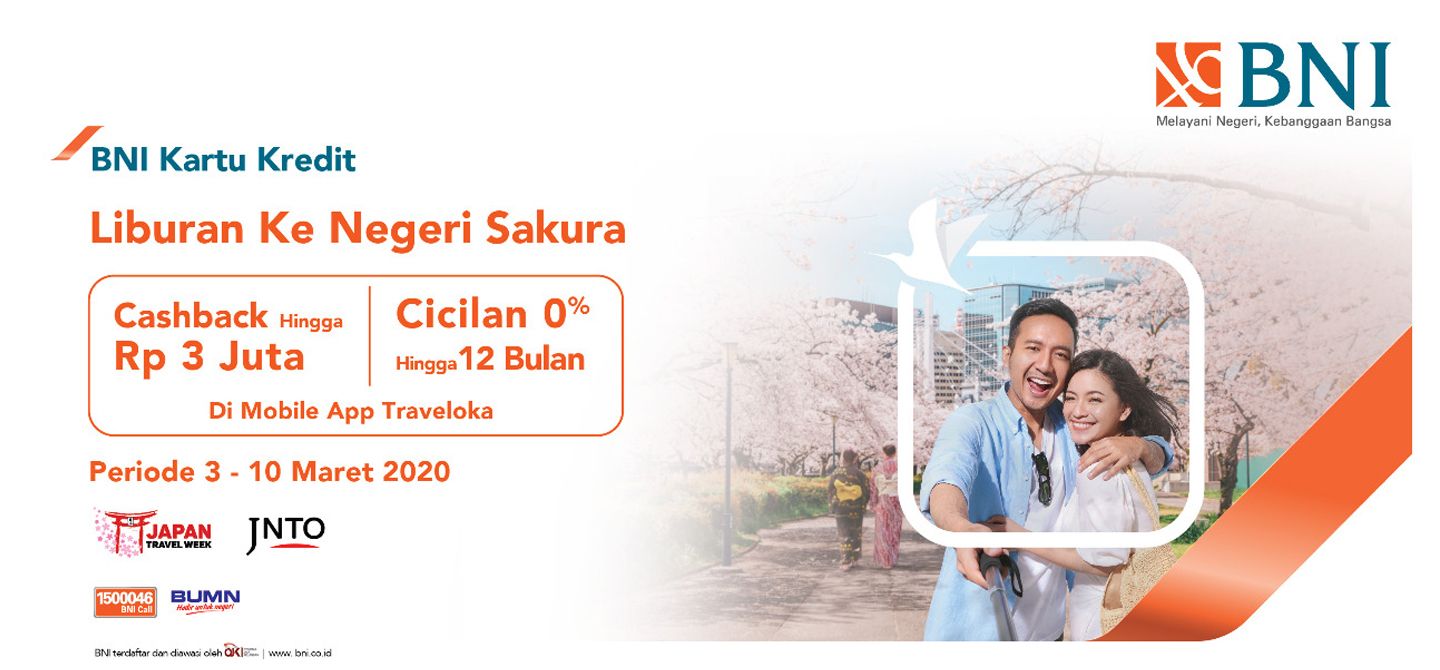 BNI
Melayani Negeri, Kebanggaan Bangsa
BNI Kartu Kredit
Liburan Ke Negeri Sakura
Cashback Hingga
Rp 3 Juta
Cicilan 0%
Hingga 12 Bulan
Di Mobile App Traveloka
Periode 3 - 10 Maret 2020
JAPAN
TRAVEL WEEK
JNTO
1500046
BNI Call
BUMN
Hadir untuk negeri
BNI terdaftar dan diawasi oleh OJK | www. bni.co.id